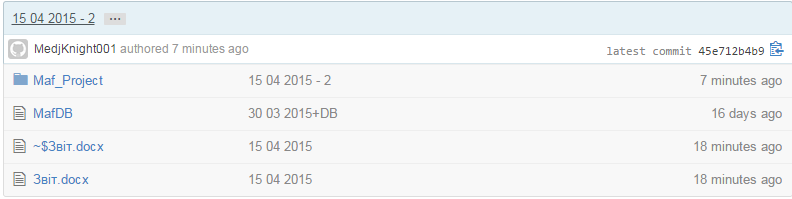 15 04 2015 - 2 ...
MedjKnight001 authored 7 minutes ago latest commit 45e712b4b9
Maf_Project 15 04 2015 - 2 7 minutes ago
MafDB 30 03 2015+DB 16 days ago
~$Звіт.docx 15 04 2015 18 minutes ago
Звіт.docx 15 04 2015 18 minutes ago